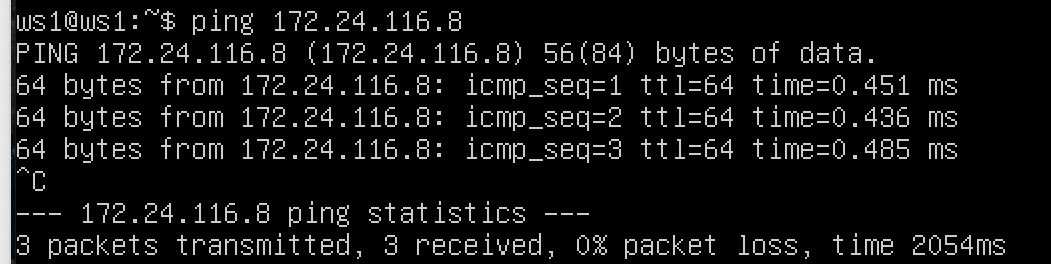 ws1@ws1:~$ ping 172.24.116.8
PING 172.24.116.8 (172.24.116.8) 56(84) bytes of data.
64 bytes from 172.24.116.8: icmp_seq=1 ttl=64 time=0.451 ms
64 bytes from 172.24.116.8: icmp_seq=2 ttl=64 time=0.436 ms
64 bytes from 172.24.116.8: icmp_seq=3 ttl=64 time=0.485 ms
^C
--- 172.24.116.8 ping statistics ---
3 packets transmitted, 3 received, 0% packet loss, time 2054ms